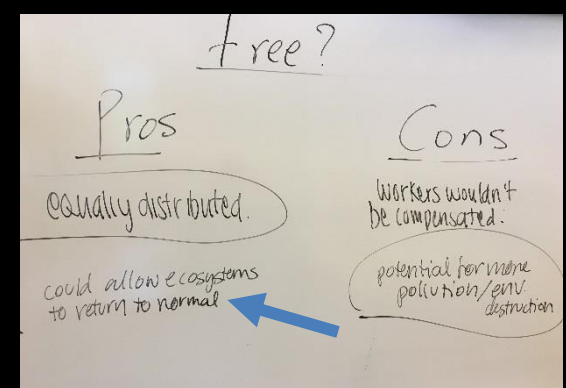 free?
Pros
Cons
equally distributed.
could allow ecosystems
to return to normal
Workers wouldn't
be compensated.
potential for more
pollution/env.
destruction